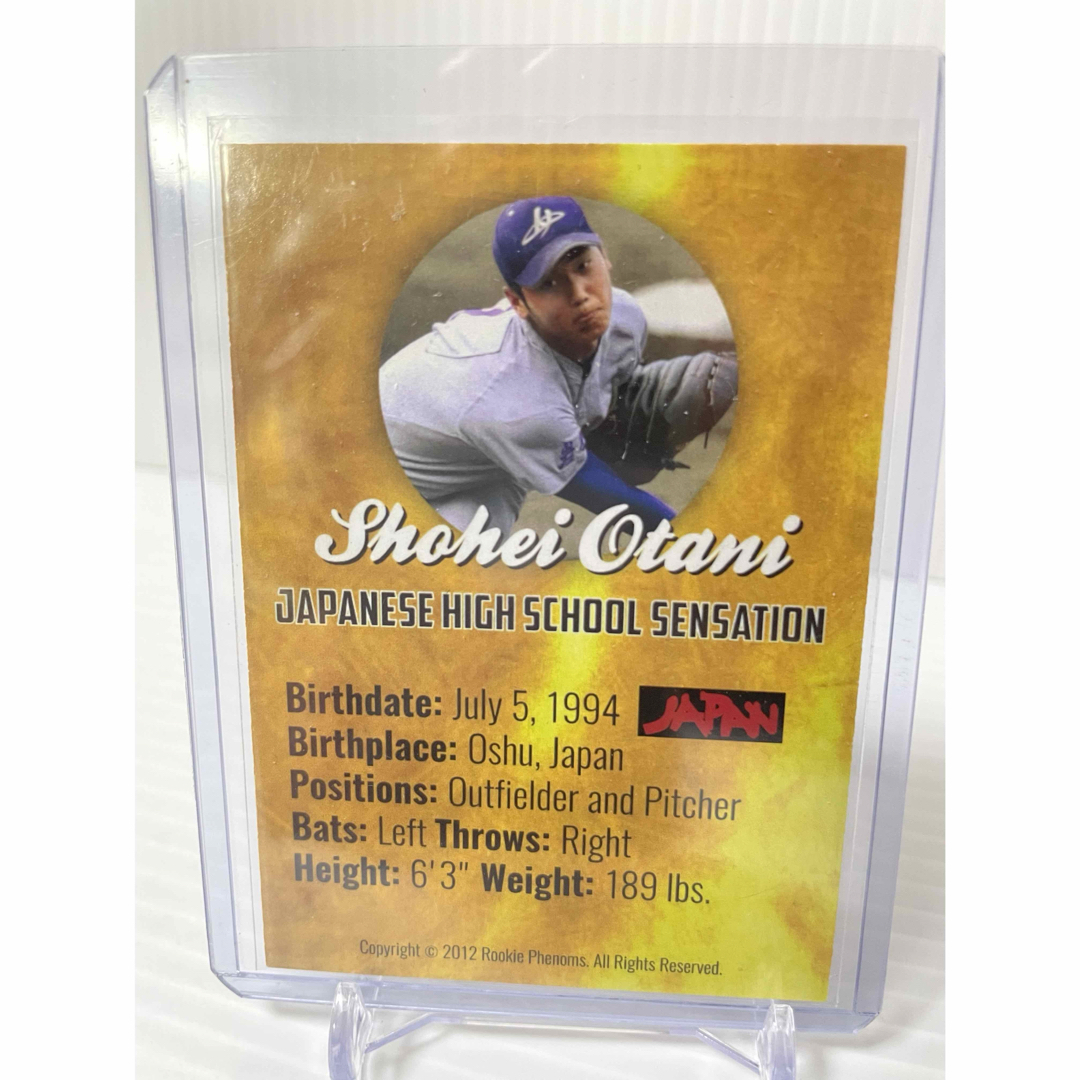 Shohei Otani
JAPANESE HIGH SCHOOL SENSATION
Birthdate: July 5, 1994 JAPAN
Birthplace: Oshu, Japan
Positions: Outfielder and Pitcher
Bats: Left Throws: Right
Height: 6'3" Weight: 189 lbs.
Copyright © 2012 Rookie Phenoms. All Rights Reserved.